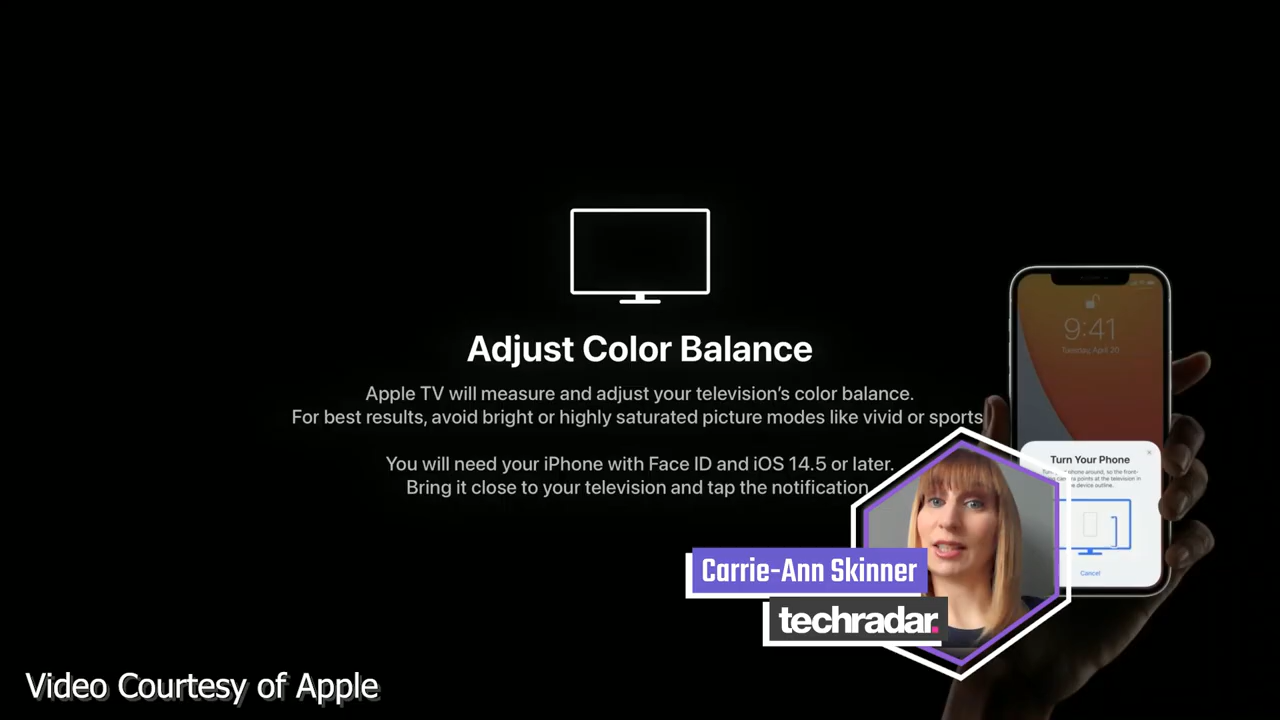 Adjust Color Balance
Apple TV will measure and adjust your television's color balance.
For best results, avoid bright or highly saturated picture modes like vivid or sports
You will need your iPhone with Face ID and iOS 14.5 or later.
Bring it close to your television and tap the notification
9:41
Tuesday, April 20
Turn Your Phone
Cancel
Carrie-Ann Skinner
techradar.
Video Courtesy of Apple